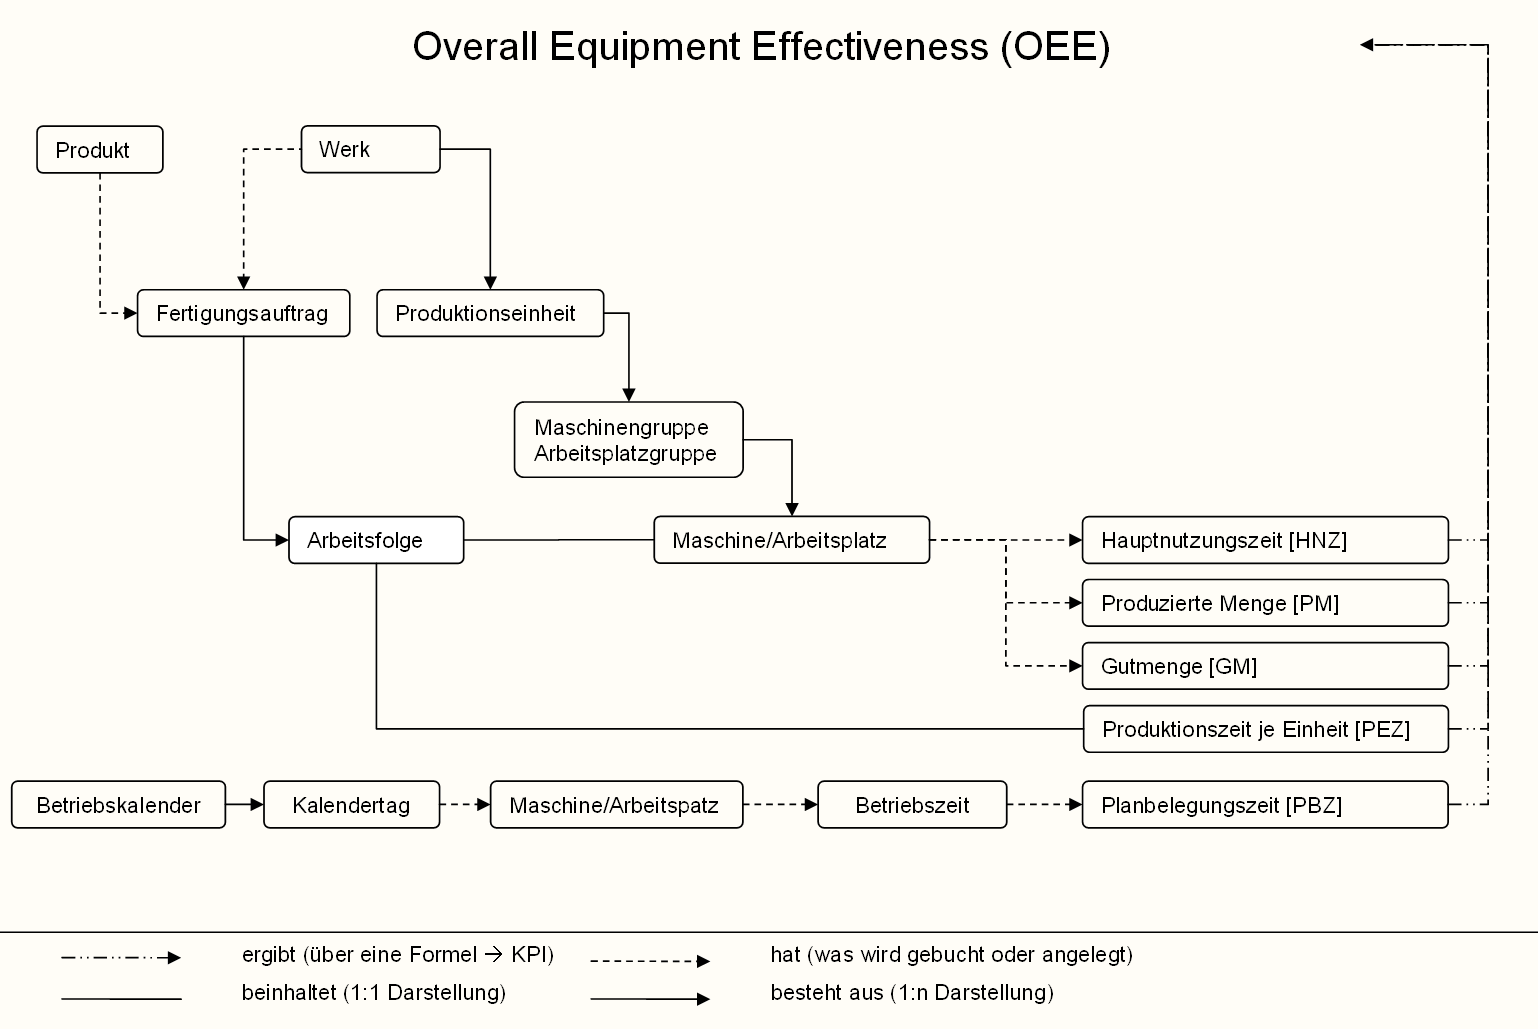 Overall Equipment Effectiveness (OEE)
Produkt
Werk
Fertigungsauftrag
Produktionseinheit
Maschinengruppe
Arbeitsplatzgruppe
Arbeitsfolge
Maschine/Arbeitsplatz
Hauptnutzungszeit [HNZ]
Produzierte Menge [PM]
Gutmenge [GM]
Produktionszeit je Einheit [PEZ]
Betriebskalender
Kalendertag
Maschine/Arbeitspatz
Betriebszeit
Planbelegungszeit [PBZ]
ergibt (über eine Formel → KPI)
hat (was wird gebucht oder angelegt)
beinhaltet (1:1 Darstellung)
besteht aus (1:n Darstellung)